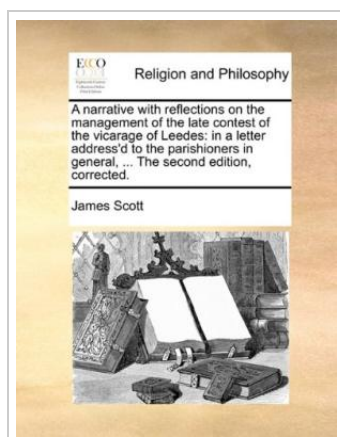 ECCO
Religion and Philosophy
A narrative with reflections on the
management of the late contest of
the vicarage of Leedes: in a letter
address'd to the parishioners in
general, ... The second edition,
corrected.
James Scott